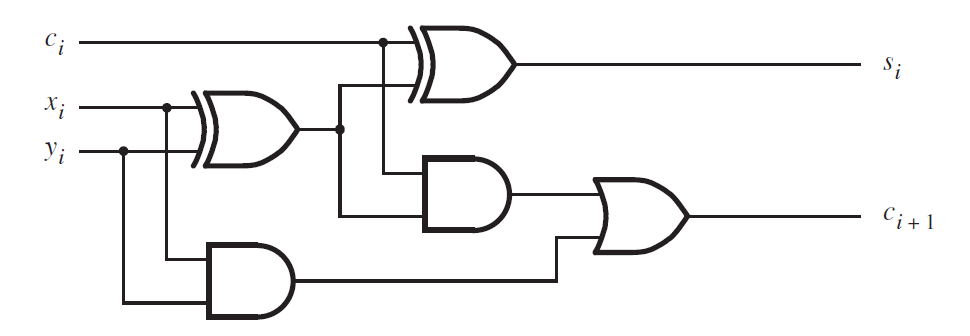 c_i
s_i
x_i
y_i
c_{i + 1}